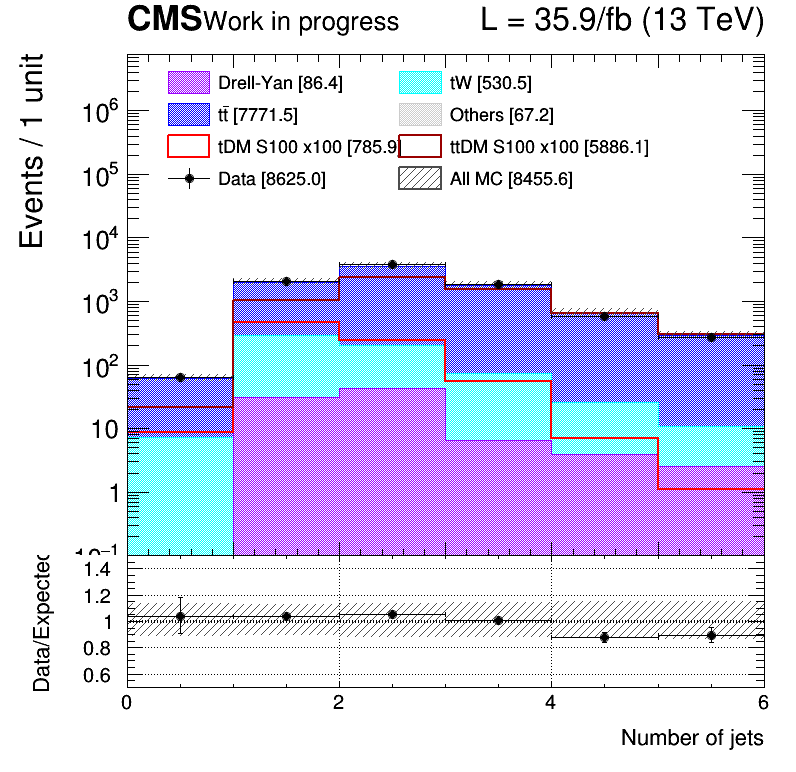 CMS Work in progress L = 35.9/fb (13 TeV)
Events / 1 unit
Drell-Yan [86.4] tW [530.5]
tt̄ [7771.5] Others [67.2]
tDM S100 x100 [785.9] ttDM S100 x100 [5886.1]
Data [8625.0] All MC [8455.6]
10⁶
10⁵
10⁴
10³
10²
10
1
10⁻¹
Data/Expected
1.4
1.2
1
0.8
0.6
0 2 4 6
Number of jets